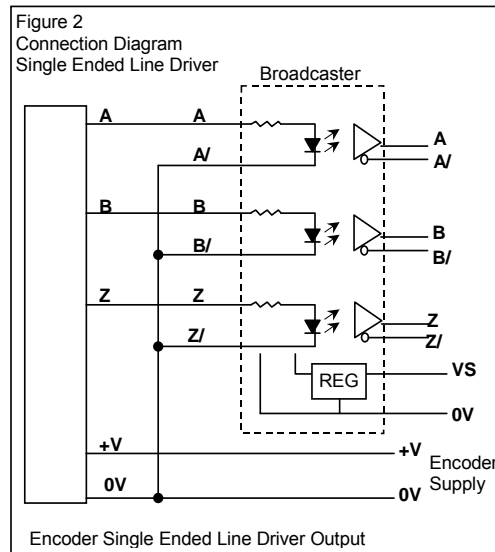 Figure 2
Connection Diagram
Single Ended Line Driver
Broadcaster
A A A
A/ A/
B B B
B/ B/
Z Z Z
Z/ Z/
VS
REG
0V
+V +V
Encoder
Supply
0V 0V
Encoder Single Ended Line Driver Output